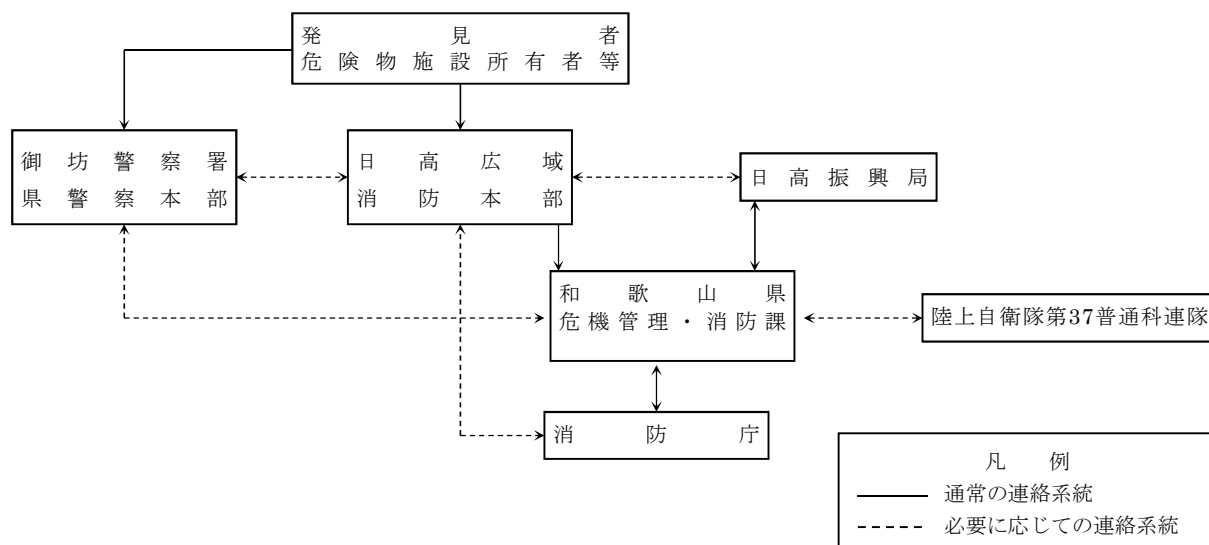 発見者
危険物施設所有者等
御坊警察署
県警察本部
日高広域
消防本部
日高振興局
和歌山県
危機管理・消防課
陸上自衛隊第37普通科連隊
消防庁
凡例
通常の連絡系統
必要に応じての連絡系統